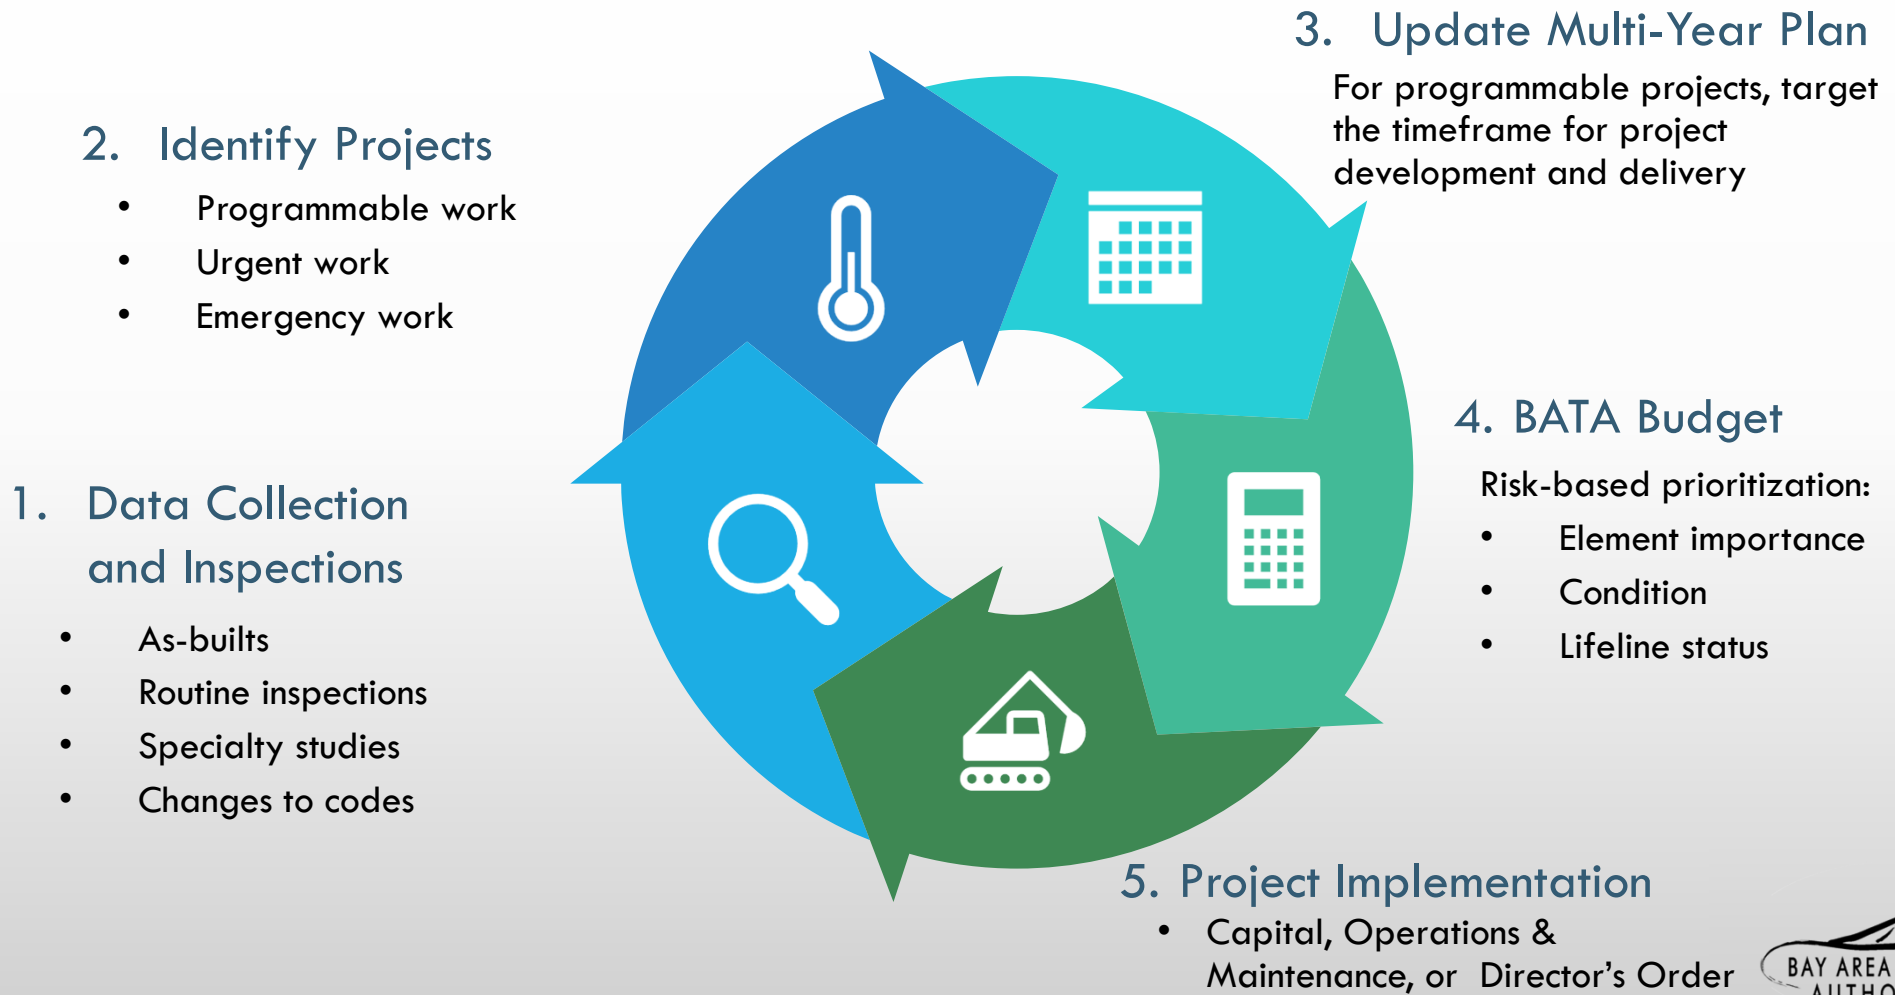 1. Data Collection
and Inspections
• As-builts
• Routine inspections
• Specialty studies
• Changes to codes
2. Identify Projects
• Programmable work
• Urgent work
• Emergency work
3. Update Multi-Year Plan
For programmable projects, target
the timeframe for project
development and delivery
4. BATA Budget
Risk-based prioritization:
• Element importance
• Condition
• Lifeline status
5. Project Implementation
• Capital, Operations &
Maintenance, or Director's Order
BAY AREA